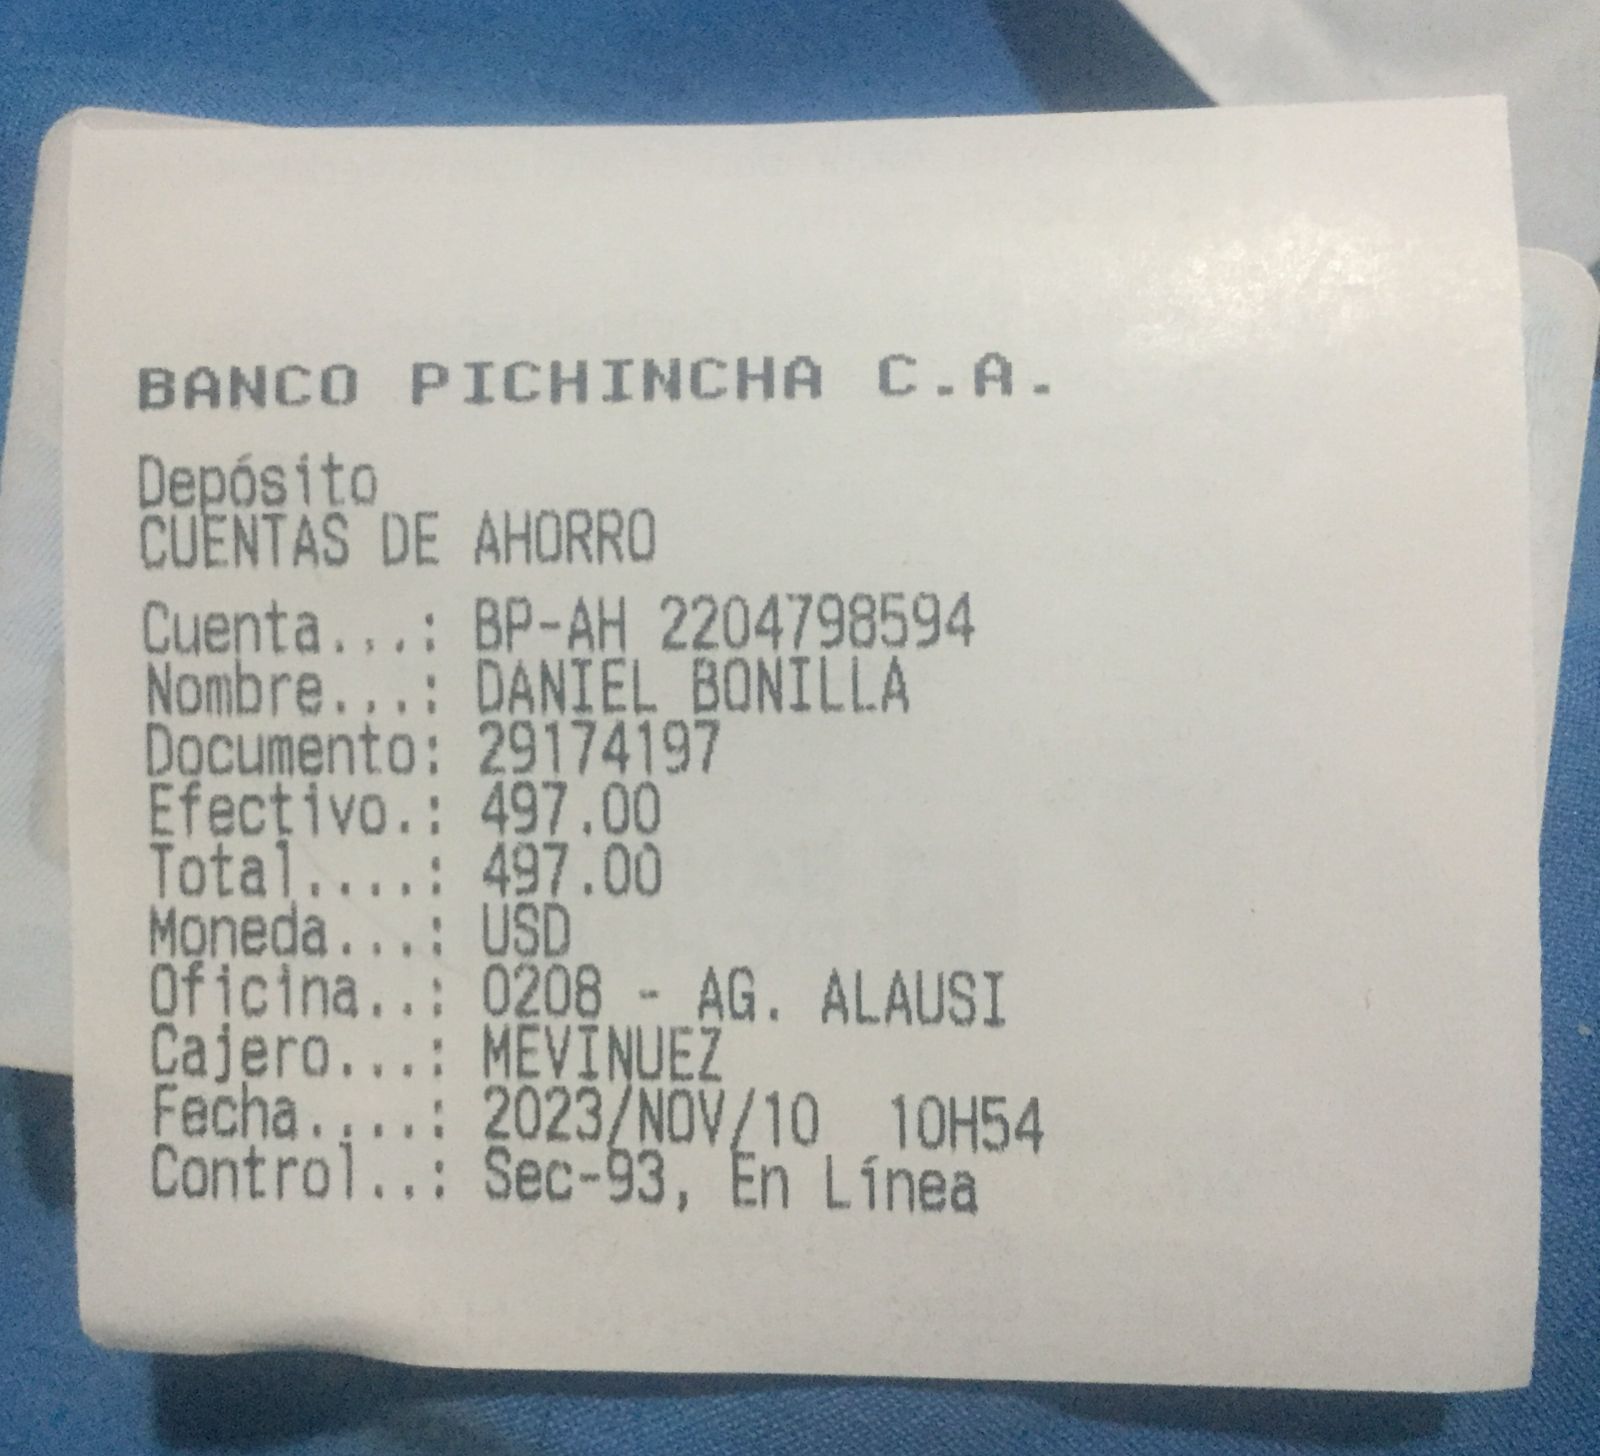 BANCO PICHINCHA C.A.
Depósito
CUENTAS DE AHORRO
Cuenta...: BP-AH 2204798594
Nombre...: DANIEL BONILLA
Documento: 29174197
Efectivo.: 497.00
Total....: 497.00
Moneda...: USD
Oficina..: 0208 - AG. ALAUSI
Cajero...: MEVINUEZ
Fecha....: 2023/NOV/10 10H54
Control..: Sec-93, En Línea